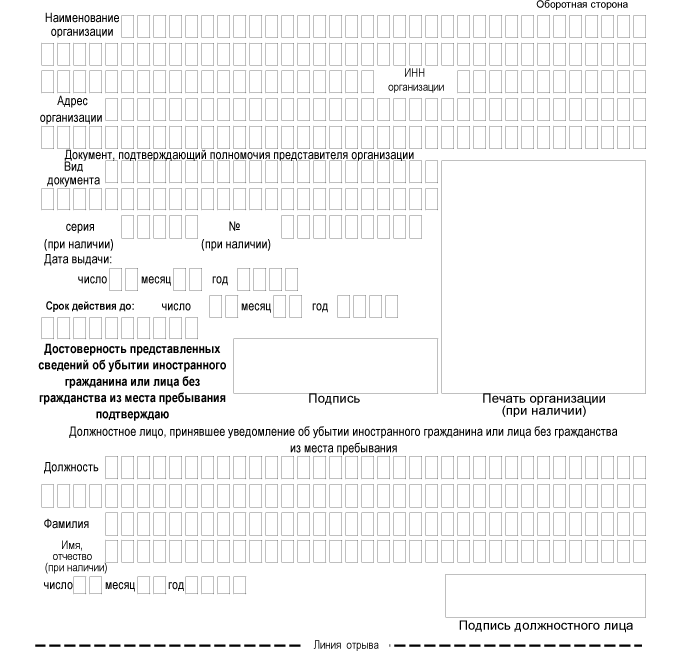 Оборотная сторона
Наименование
организации
ИНН
организации
Адрес
организации
Документ, подтверждающий полномочия представителя организации
Вид
документа
серия №
(при наличии) (при наличии)
Дата выдачи:
число месяц год
Срок действия до: число месяц год
Достоверность представленных
сведений об убытии иностранного
гражданина или лица без
гражданства из места пребывания
подтверждаю
Подпись
Печать организации
(при наличии)
Должностное лицо, принявшее уведомление об убытии иностранного гражданина или лица без гражданства
из места пребывания
Должность
Фамилия
Имя,
отчество
(при наличии)
число месяц год
Подпись должностного лица
Линия отрыва